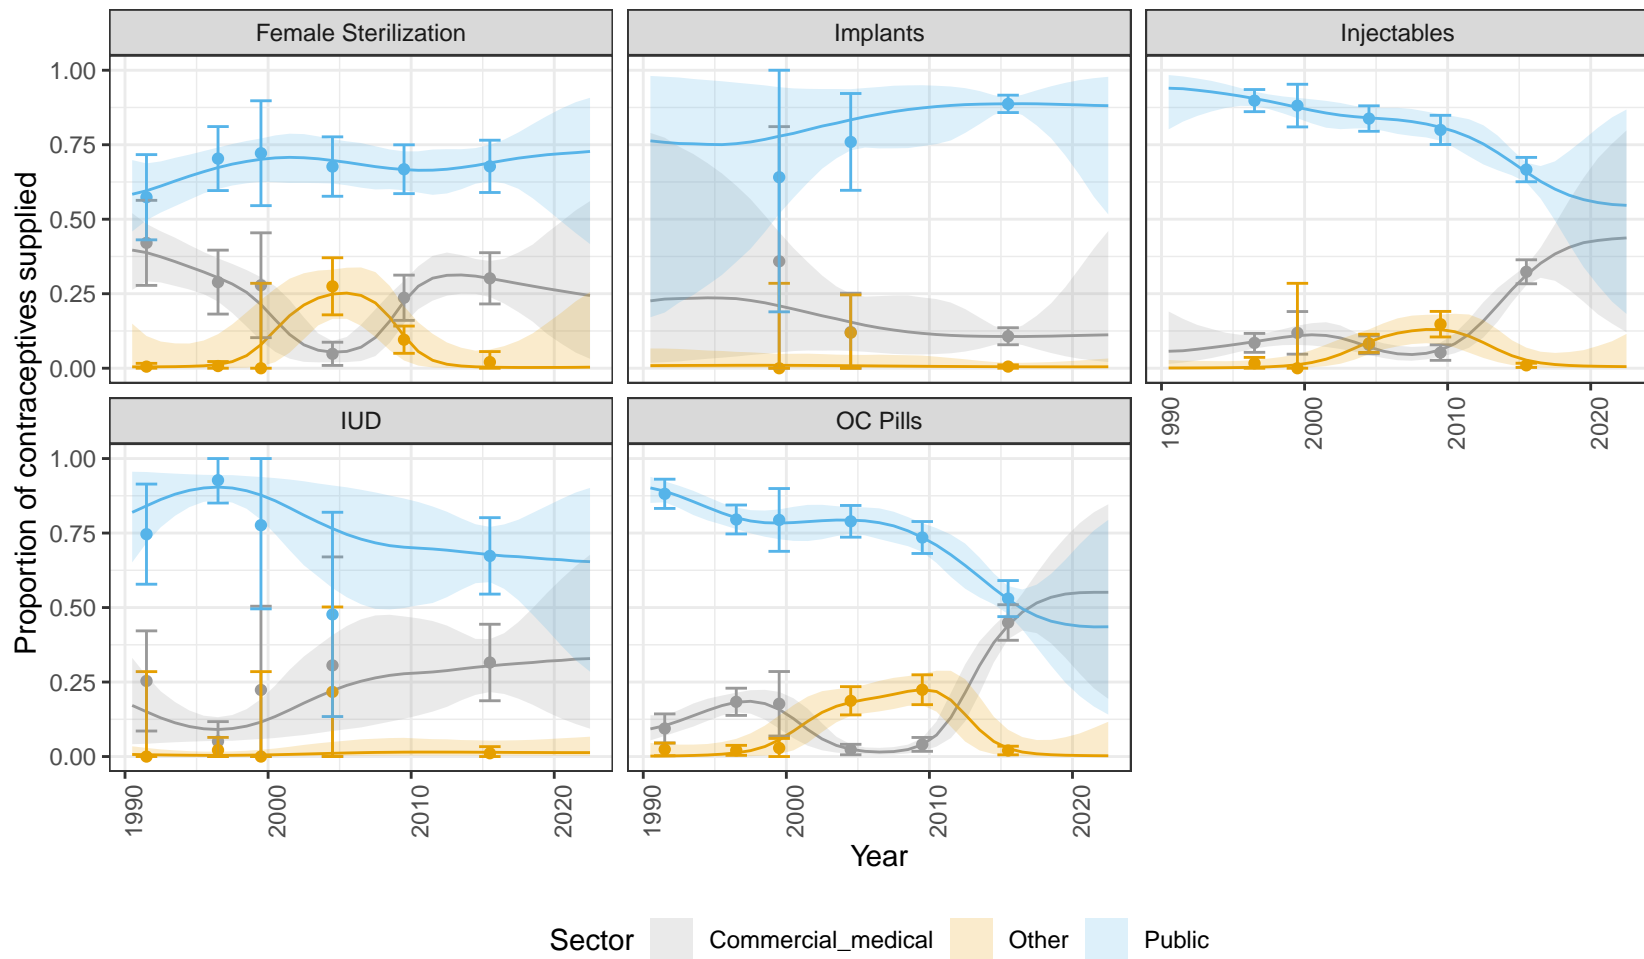 Female Sterilization
Implants
Injectables
Proportion of contraceptives supplied
1.00
0.75
0.50
0.25
0.00
1990
2000
2010
2020
IUD
OC Pills
1.00
0.75
0.50
0.25
0.00
1990
2000
2010
2020
1990
2000
2010
2020
Year
Sector
Commercial_medical
Other
Public